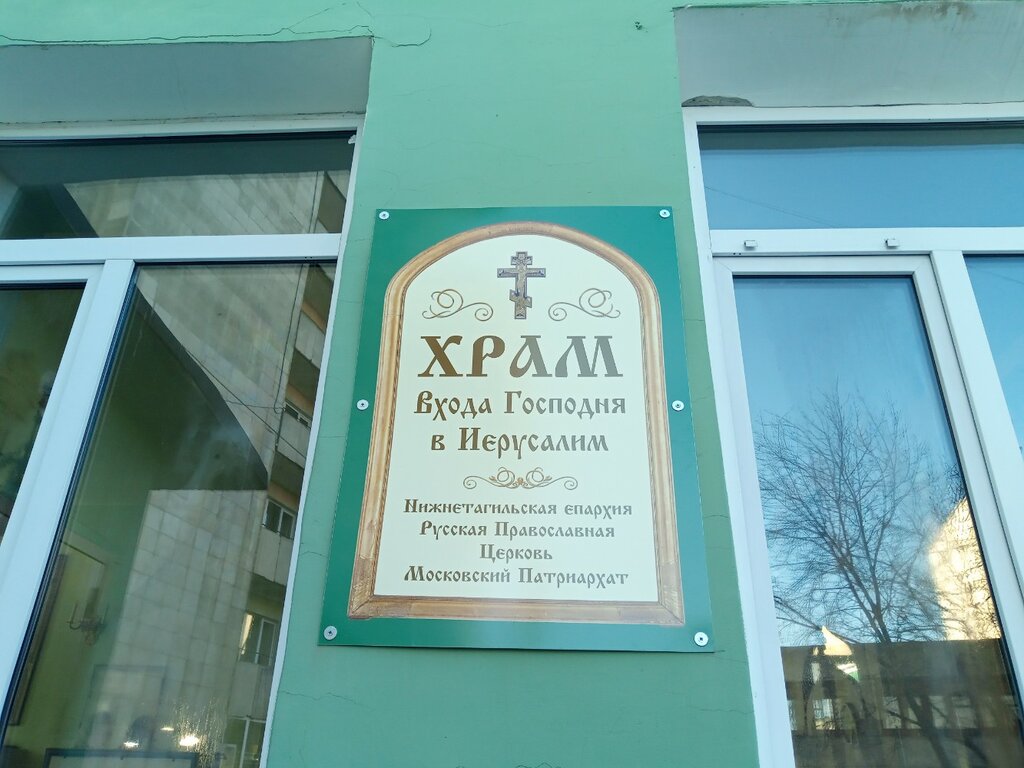 ХРАМ
Входа Господня
в Иерусалим
Нижнетагильская епархия
Русская Православная
Церковь
Московский Патриархат